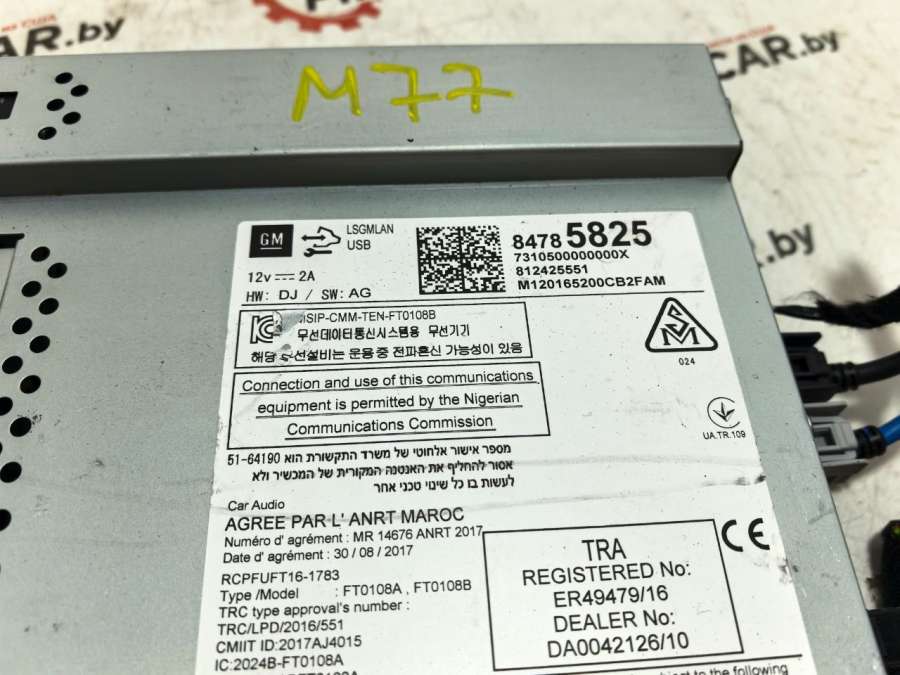 CAR.by
CAR.by
M77
GM
LSGMLAN
USB
8478 5825
7310500000000X
812425551
M120165200CB2FAM
12v 2A
HW: DJ / SW: AG
MSIP-CMM-TEN-FT0108B
무선데이터통신시스템용 무선기기
해당 무선설비는 운용 중 전파혼신 가능성이 있음
024
Connection and use of this communications
equipment is permitted by the Nigerian
Communications Commission
UA.TR.109
51-64190 מספר אישור אלחוטי של משרד התקשורת הוא
אסור להחליף את האנטנה המקורית של המכשיר ולא
לעשות בו כל שינוי טכני אחר
Car Audio
AGREE PAR L' ANRT MAROC
Numéro d' agrément : MR 14676 ANRT 2017
Date d' agrément : 30 / 08 / 2017
CE
RCPFUFT16-1783
Type /Model : FT0108A , FT0108B
TRC type approval's number :
TRC/LPD/2016/551
CMIIT ID:2017AJ4015
IC:2024B-FT0108A
TRA
REGISTERED No:
ER49479/16
DEALER No:
DA0042126/10
subject to the following